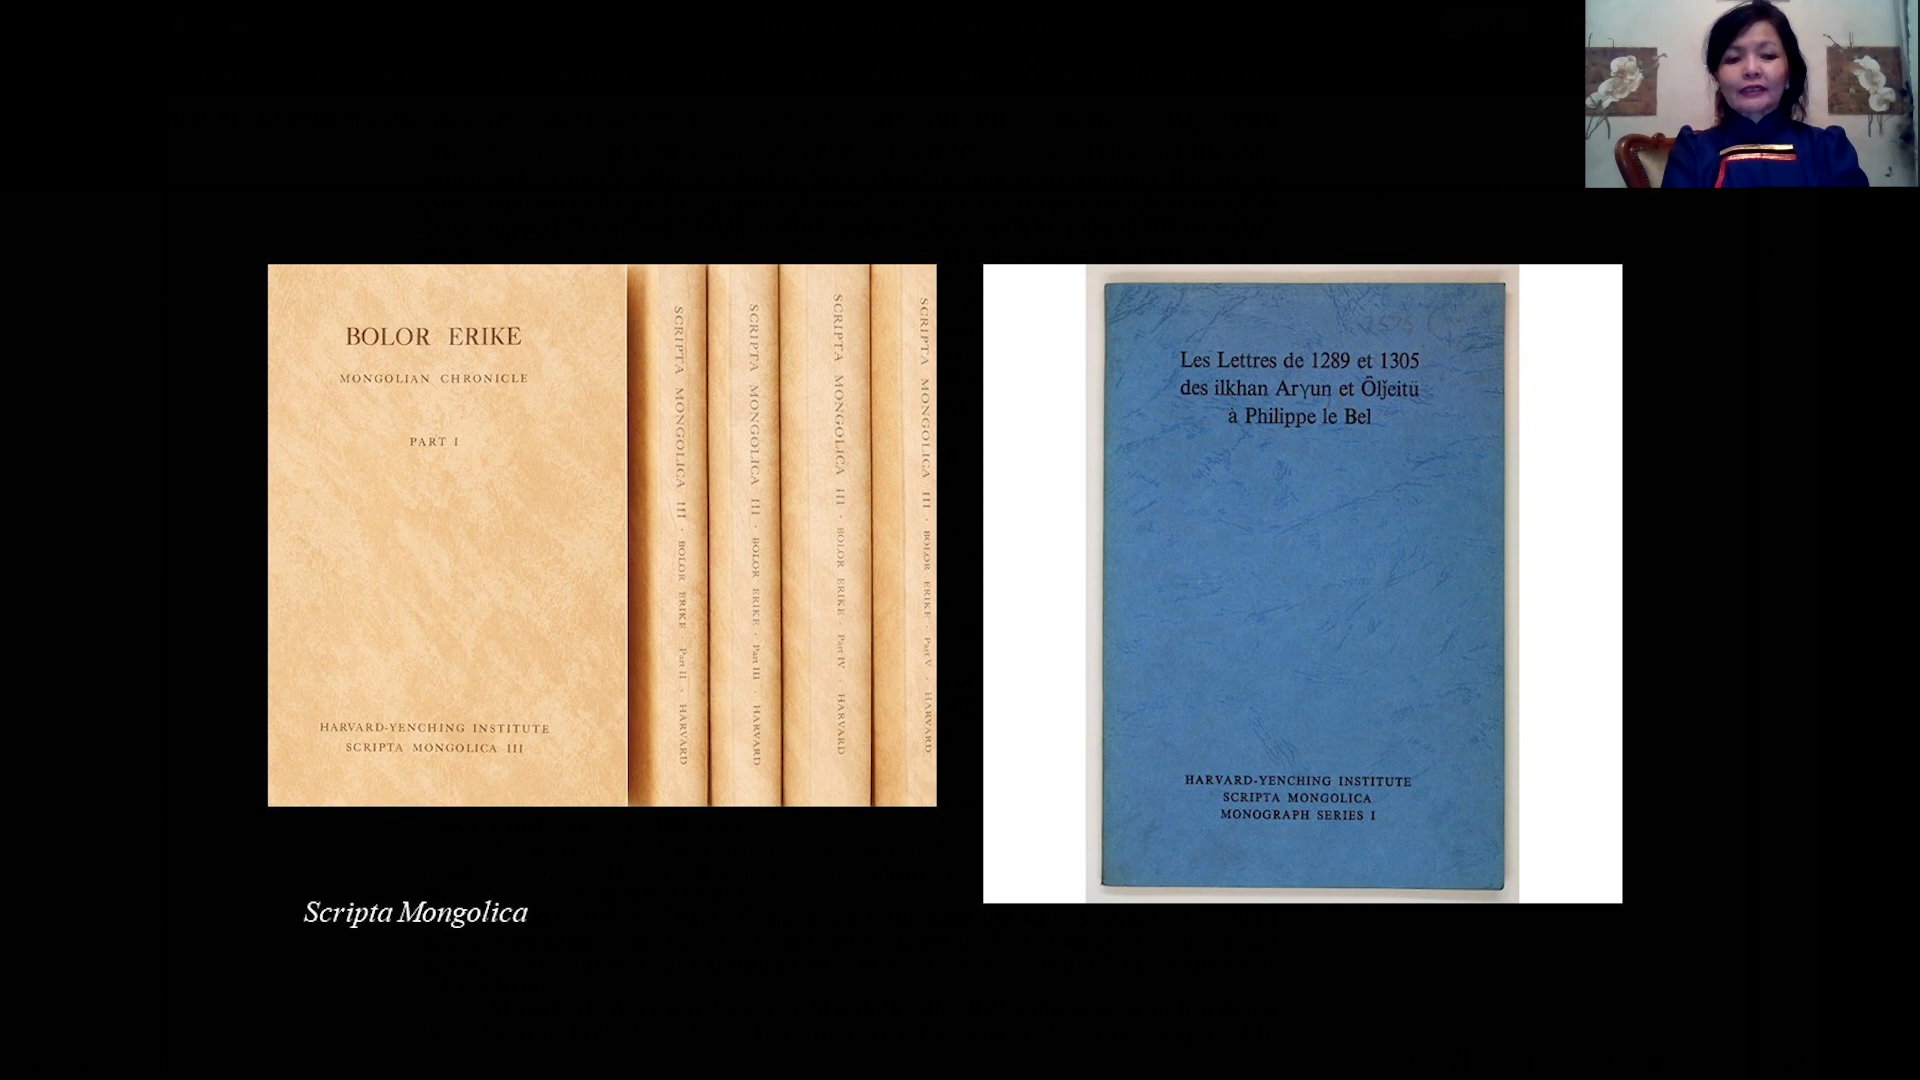 BOLOR ERIKE
MONGOLIAN CHRONICLE
PART I
HARVARD-YENCHING INSTITUTE
SCRIPTA MONGOLICA III
SCRIPTA MONGOLICA III · BOLOR ERIKE · Part II · HARVARD
SCRIPTA MONGOLICA III · BOLOR ERIKE · Part III · HARVARD
SCRIPTA MONGOLICA III · BOLOR ERIKE · Part IV · HARVARD
SCRIPTA MONGOLICA III · BOLOR ERIKE · Part V · HARVARD
Les Lettres de 1289 et 1305
des ilkhan Arγun et Ölǰeitü
à Philippe le Bel
HARVARD-YENCHING INSTITUTE
SCRIPTA MONGOLICA
MONOGRAPH SERIES I
Scripta Mongolica